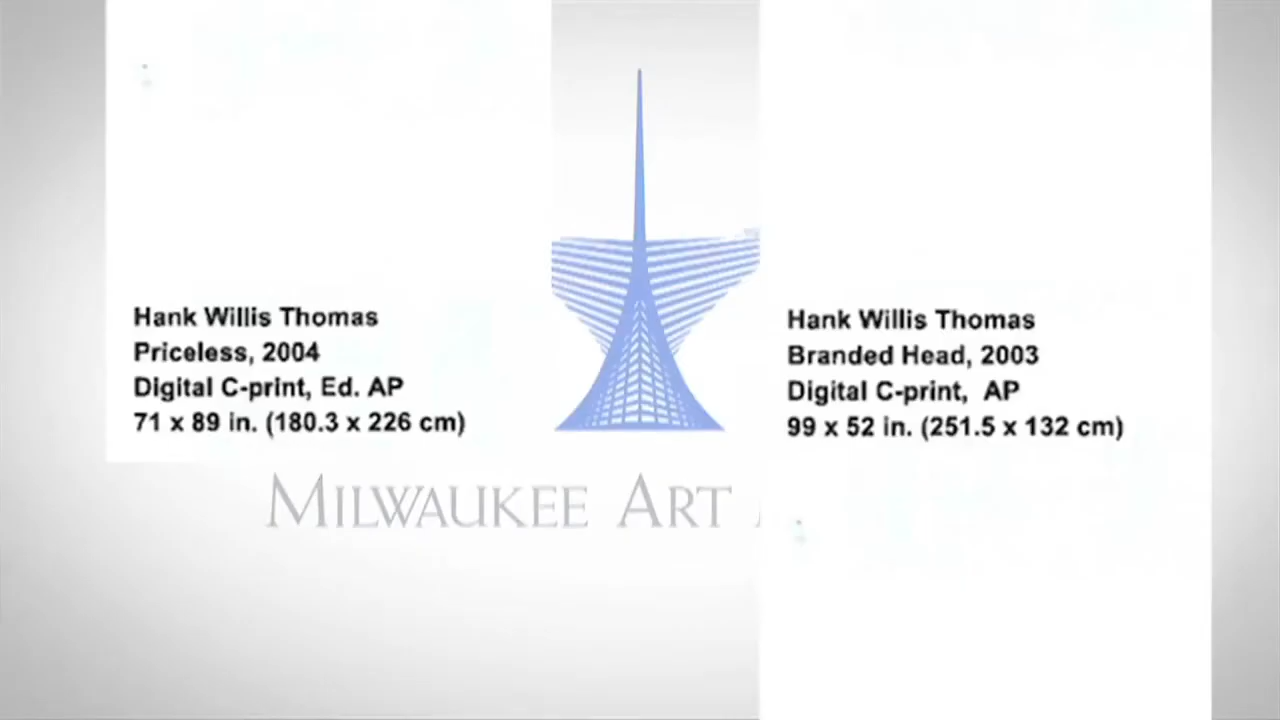 Hank Willis Thomas
Priceless, 2004
Digital C-print, Ed. AP
71 x 89 in. (180.3 x 226 cm)
Hank Willis Thomas
Branded Head, 2003
Digital C-print, AP
99 x 52 in. (251.5 x 132 cm)
MILWAUKEE ART